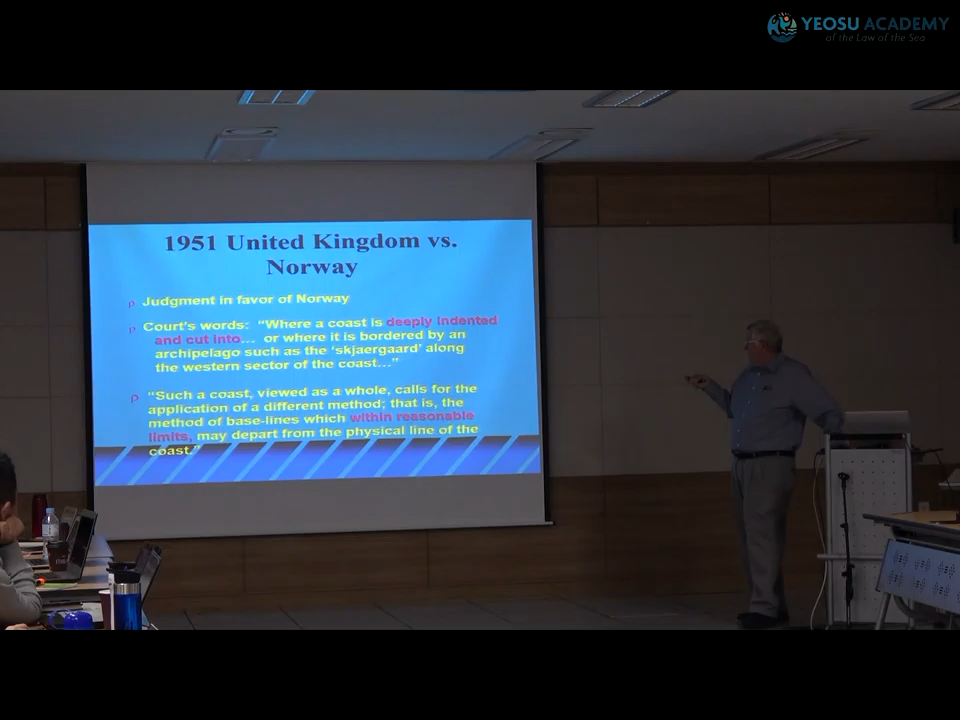 YEOSU ACADEMY
of the Law of the Sea
1951 United Kingdom vs.
Norway
Judgment in favor of Norway
Court's words: "Where a coast is deeply indented
and cut into… or where it is bordered by an
archipelago such as the 'skjaergaard' along
the western sector of the coast…"
"Such a coast, viewed as a whole, calls for the
application of a different method; that is, the
method of base-lines which within reasonable
limits, may depart from the physical line of the
coast."